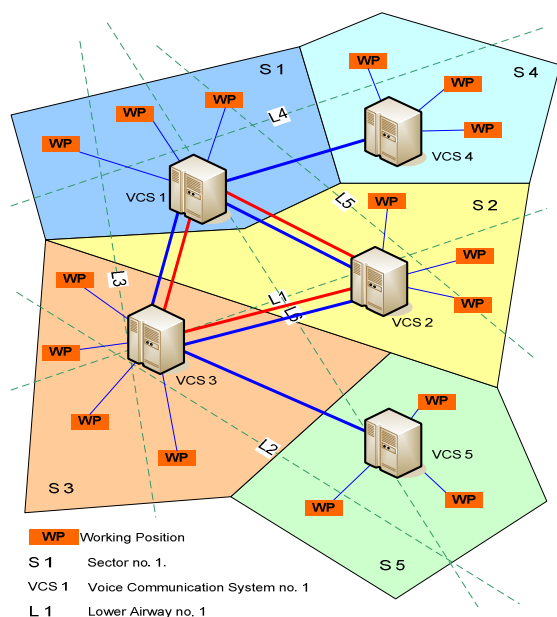 S 1
S 4
WP
WP
WP
WP
WP
WP
L4
VCS 4
VCS 1
L5
S 2
WP
WP
WP
L3
L1
L6
VCS 2
WP
WP
WP
WP
VCS 3
L2
WP
VCS 5
WP
WP
S 3
S 5
WP Working Position
S 1 Sector no. 1.
VCS 1 Voice Communication System no. 1
L 1 Lower Airway no, 1